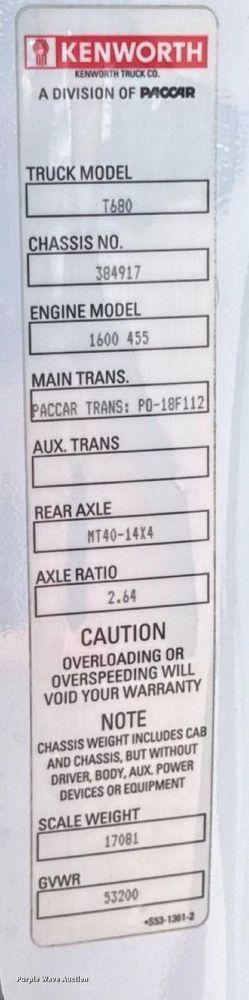 KENWORTH
KENWORTH TRUCK CO.
A DIVISION OF PACCAR
TRUCK MODEL
T680
CHASSIS NO.
384917
ENGINE MODEL
1600 455
MAIN TRANS.
PACCAR TRANS: PO-18F112
AUX. TRANS
REAR AXLE
MT40-14X4
AXLE RATIO
2.64
CAUTION
OVERLOADING OR
OVERSPEEDING WILL
VOID YOUR WARRANTY
NOTE
CHASSIS WEIGHT INCLUDES CAB
AND CHASSIS, BUT WITHOUT
DRIVER, BODY, AUX. POWER
DEVICES OR EQUIPMENT
SCALE WEIGHT
17081
GVWR
53200
•S53-1361-2
Purple Wave Auction